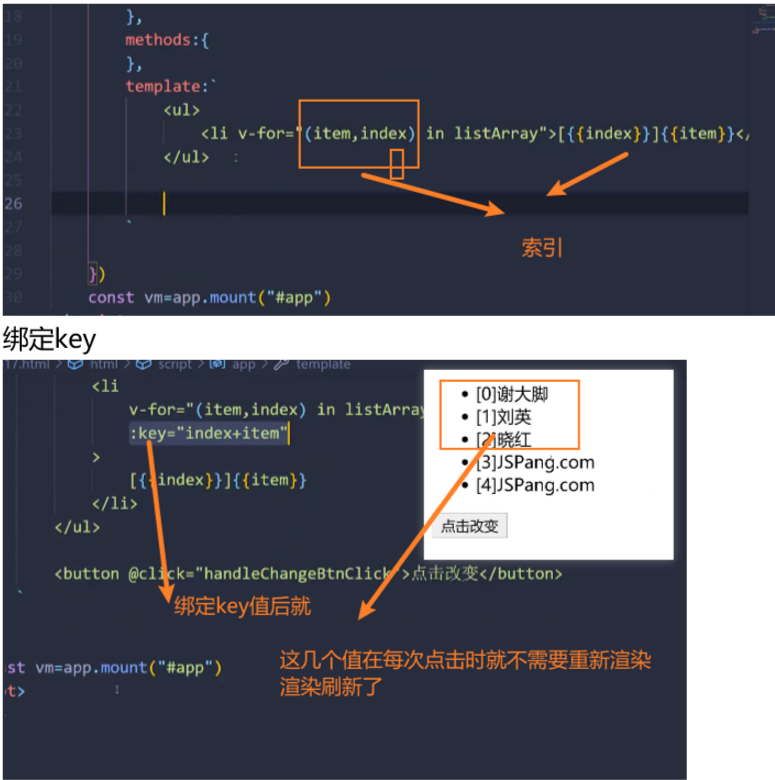 18 },
19 methods:{
20 },
21 template:`
22 <ul>
23 <li v-for="(item,index) in listArray">[{{index}}]{{item}}</
24 </ul>
25
26
27 `
28
29 })
30 const vm=app.mount("#app")
索引
绑定key
17.html > html > script > app > template
<li
v-for="(item,index) in listArray
:key="index+item"
>
[{{index}}]{{item}}
</li>
</ul>
<button @click="handleChangeBtnClick">点击改变</button>
`
[0]谢大脚
[1]刘英
[2]晓红
[3]JSPang.com
[4]JSPang.com
点击改变
绑定key值后就
这几个值在每次点击时就不需要重新渲染
渲染刷新了
st vm=app.mount("#app")
t>